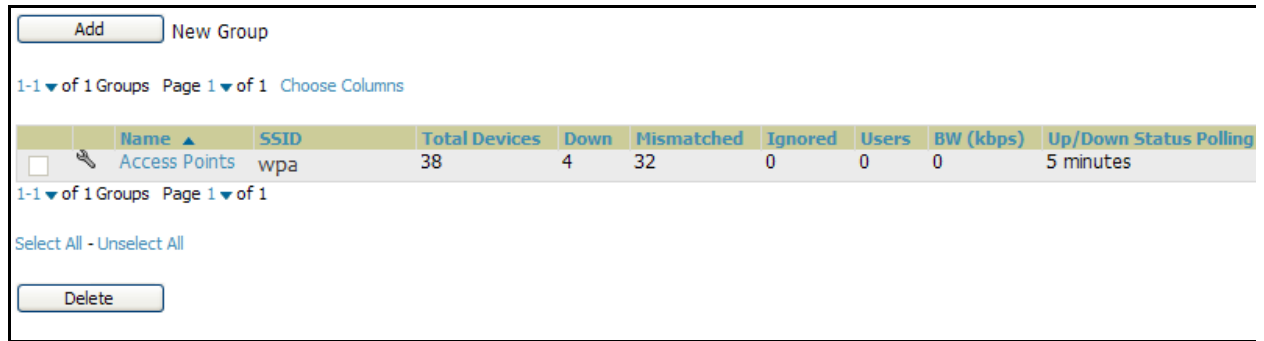 Add New Group
1-1 of 1 Groups Page 1 of 1 Choose Columns
Name SSID Total Devices Down Mismatched Ignored Users BW (kbps) Up/Down Status Polling
Access Points wpa 38 4 32 0 0 0 5 minutes
1-1 of 1 Groups Page 1 of 1
Select All - Unselect All
Delete